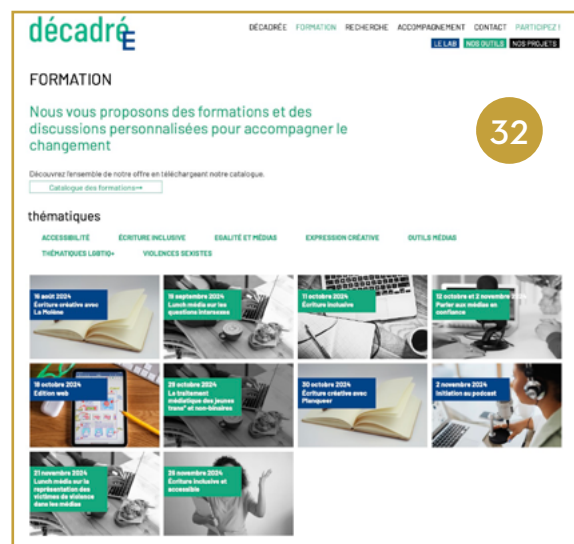 décadréE
DÉCADRÉE FORMATION RECHERCHE ACCOMPAGNEMENT CONTACT PARTICIPEZ !
LE LAB NOS OUTILS NOS PROJETS
FORMATION
Nous vous proposons des formations et des
discussions personnalisées pour accompagner le
changement
32
Découvrez l'ensemble de notre offre en téléchargeant notre catalogue.
Catalogue des formations→
thématiques
ACCESSIBILITÉ ÉCRITURE INCLUSIVE EGALITÉ ET MÉDIAS EXPRESSION CRÉATIVE OUTILS MÉDIAS
THÉMATIQUES LGBTIQ+ VIOLENCES SEXISTES
16 août 2024
Écriture créative avec
La Molène
19 septembre 2024
Lunch média sur les
questions intersexes
11 octobre 2024
Écriture inclusive
12 octobre et 2 novembre 2024
Parler aux médias en
confiance
18 octobre 2024
Edition web
25 octobre 2024
Le traitement
médiatique des jeunes
trans* et non-binaires
30 octobre 2024
Écriture créative avec
Planqueer
2 novembre 2024
Initiation au podcast
21 novembre 2024
Lunch média sur la
représentation des
victimes de violence
dans les médias
26 novembre 2024
Écriture inclusive et
accessible